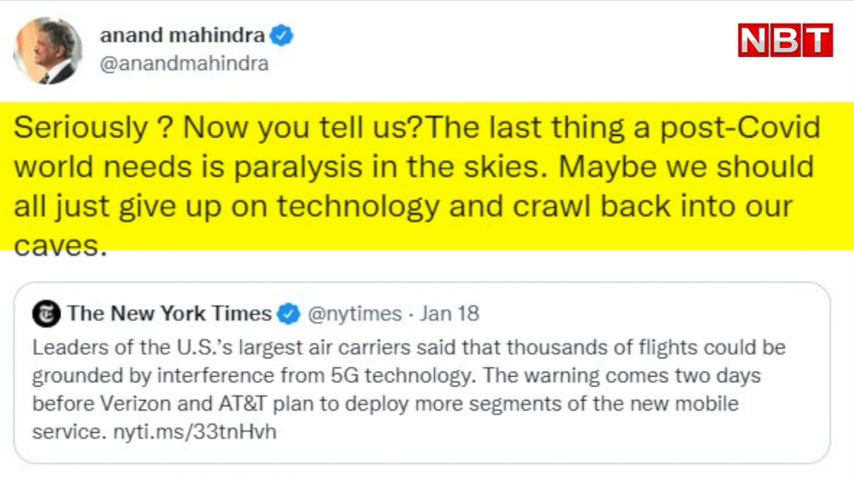 anand mahindra
@anandmahindra
NBT
Seriously ? Now you tell us?The last thing a post-Covid
world needs is paralysis in the skies. Maybe we should
all just give up on technology and crawl back into our
caves.
The New York Times @nytimes · Jan 18
Leaders of the U.S.’s largest air carriers said that thousands of flights could be
grounded by interference from 5G technology. The warning comes two days
before Verizon and AT&T plan to deploy more segments of the new mobile
service. nyti.ms/33tnHvh